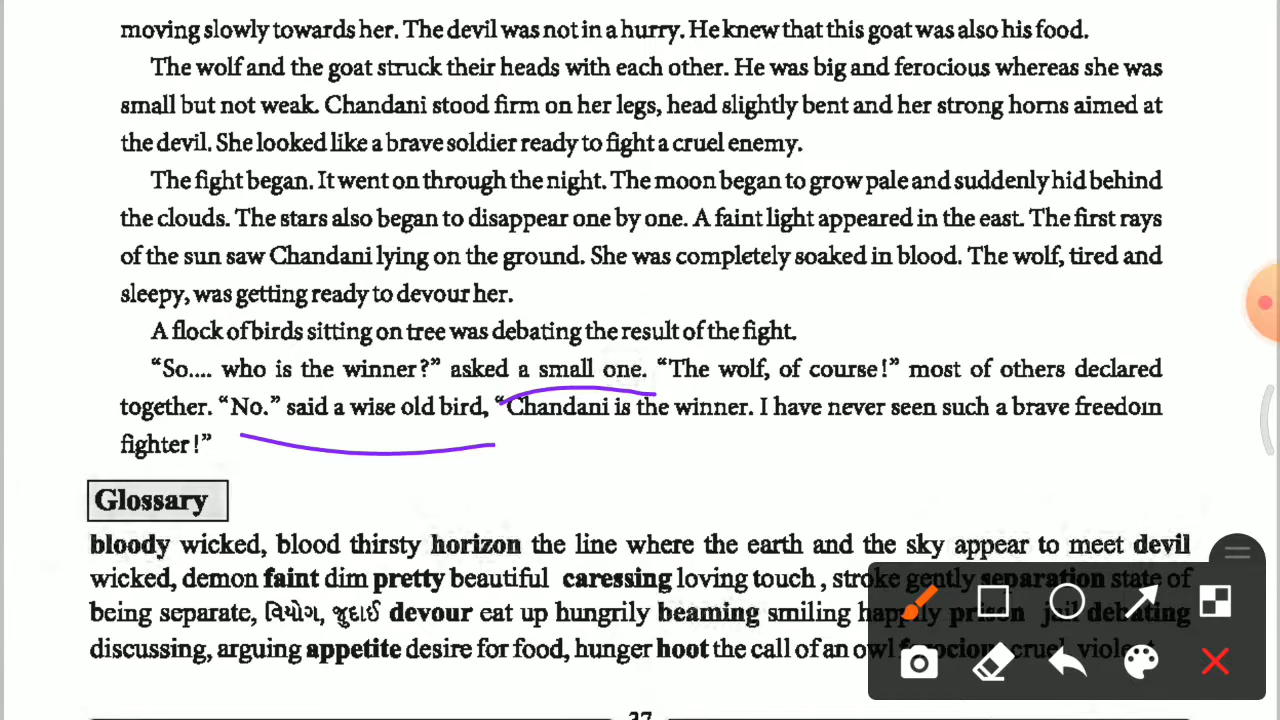 moving slowly towards her. The devil was not in a hurry. He knew that this goat was also his food.
The wolf and the goat struck their heads with each other. He was big and ferocious whereas she was
small but not weak. Chandani stood firm on her legs, head slightly bent and her strong horns aimed at
the devil. She looked like a brave soldier ready to fight a cruel enemy.
The fight began. It went on through the night. The moon began to grow pale and suddenly hid behind
the clouds. The stars also began to disappear one by one. A faint light appeared in the east. The first rays
of the sun saw Chandani lying on the ground. She was completely soaked in blood. The wolf, tired and
sleepy, was getting ready to devour her.
A flock of birds sitting on tree was debating the result of the fight.
“So.... who is the winner?” asked a small one. “The wolf, of course!” most of others declared
together. “No.” said a wise old bird, “Chandani is the winner. I have never seen such a brave freedom
fighter!”
Glossary
bloody wicked, blood thirsty horizon the line where the earth and the sky appear to meet devil
wicked, demon faint dim pretty beautiful caressing loving touch , stroke gently separation state of
being separate, વિયોગ, જૂદાઈ devour eat up hungrily beaming smiling happily prison jail debating
discussing, arguing appetite desire for food, hunger hoot the call of an owl ferocious cruel, violent
37